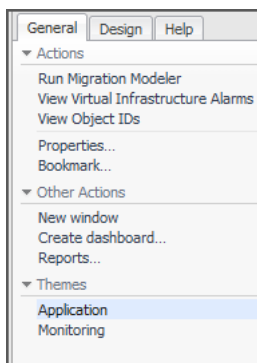 General Design Help
Actions
Run Migration Modeler
View Virtual Infrastructure Alarms
View Object IDs
Properties...
Bookmark...
Other Actions
New window
Create dashboard...
Reports...
Themes
Application
Monitoring